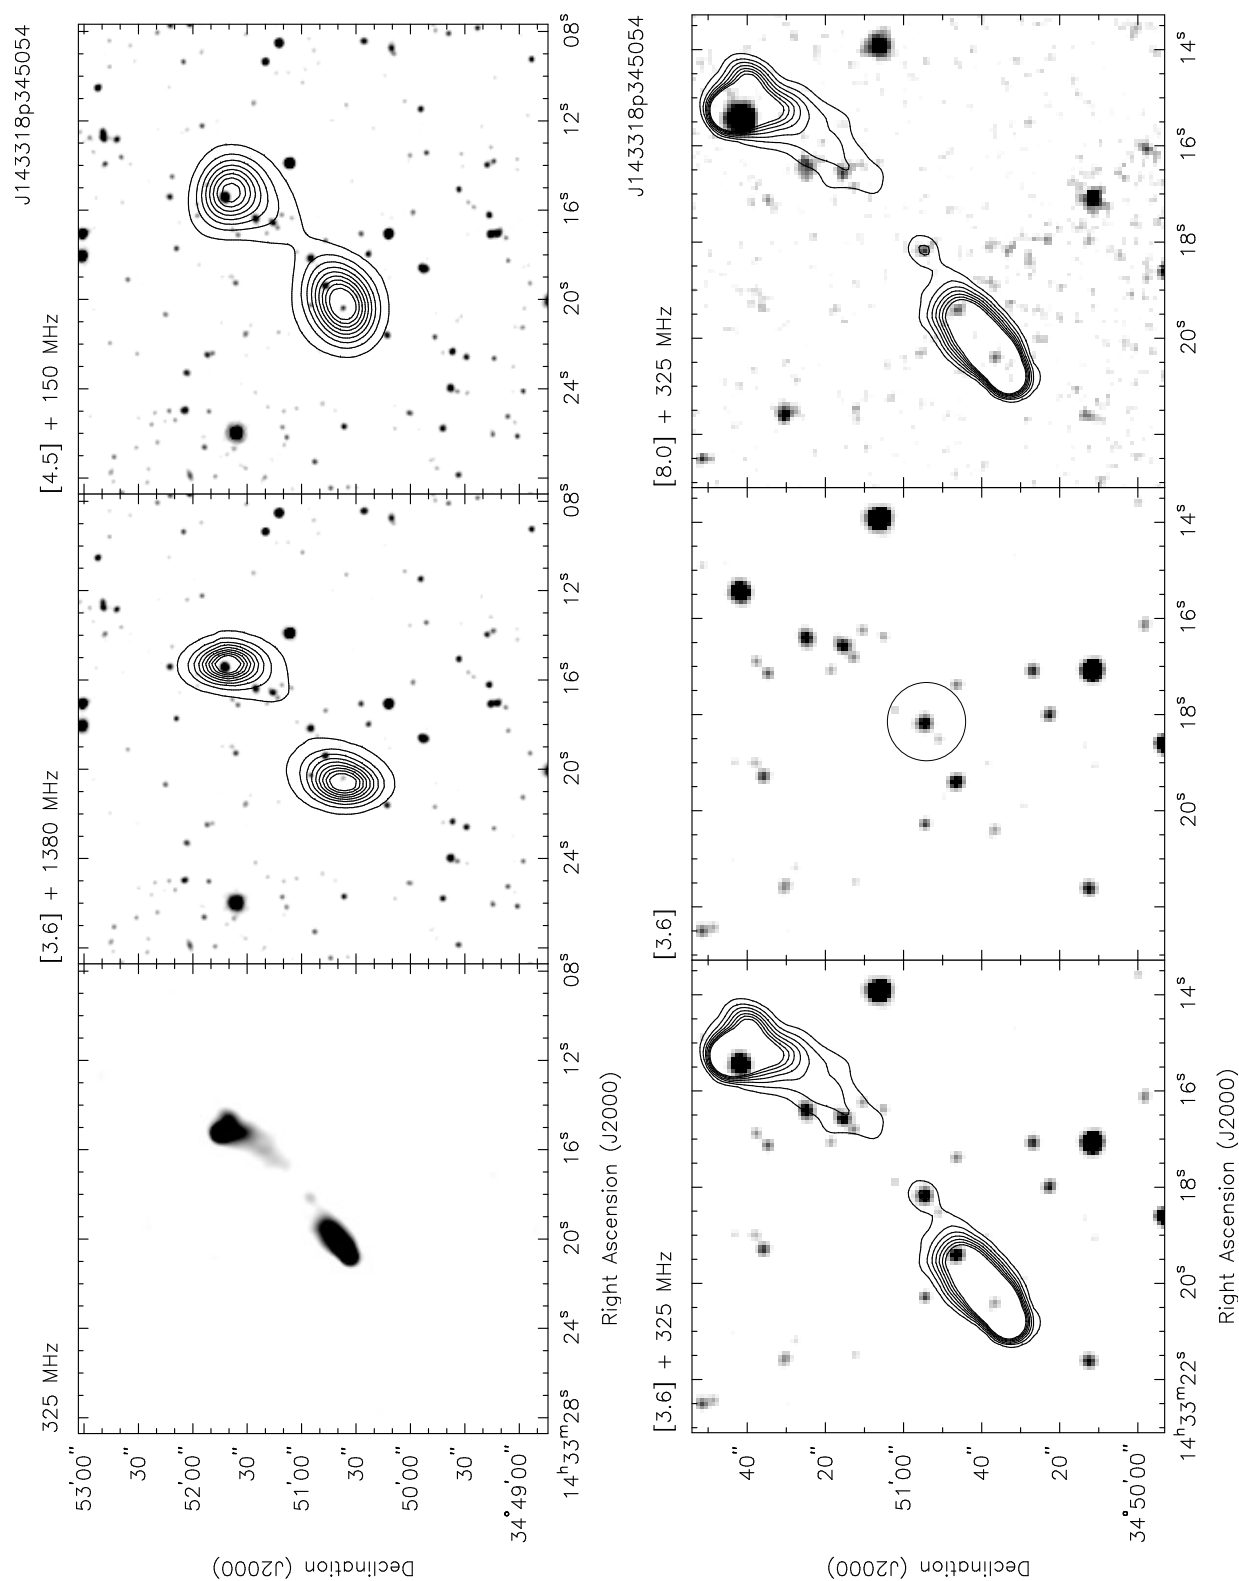 J143318p345054
325 MHz [3.6] + 1380 MHz [4.5] + 150 MHz
53'00"
30"
52'00"
30"
51'00"
30"
50'00"
30"
34°49'00"
Declination (J2000)
14ʰ33ᵐ28ˢ 24ˢ 20ˢ 16ˢ 12ˢ 08ˢ 24ˢ 20ˢ 16ˢ 12ˢ 08ˢ 24ˢ 20ˢ 16ˢ 12ˢ 08ˢ
Right Ascension (J2000)
J143318p345054
[3.6] + 325 MHz [3.6] [8.0] + 325 MHz
40"
20"
51'00"
40"
20"
34°50'00"
Declination (J2000)
14ʰ33ᵐ22ˢ 20ˢ 18ˢ 16ˢ 14ˢ 20ˢ 18ˢ 16ˢ 14ˢ 20ˢ 18ˢ 16ˢ 14ˢ
Right Ascension (J2000)